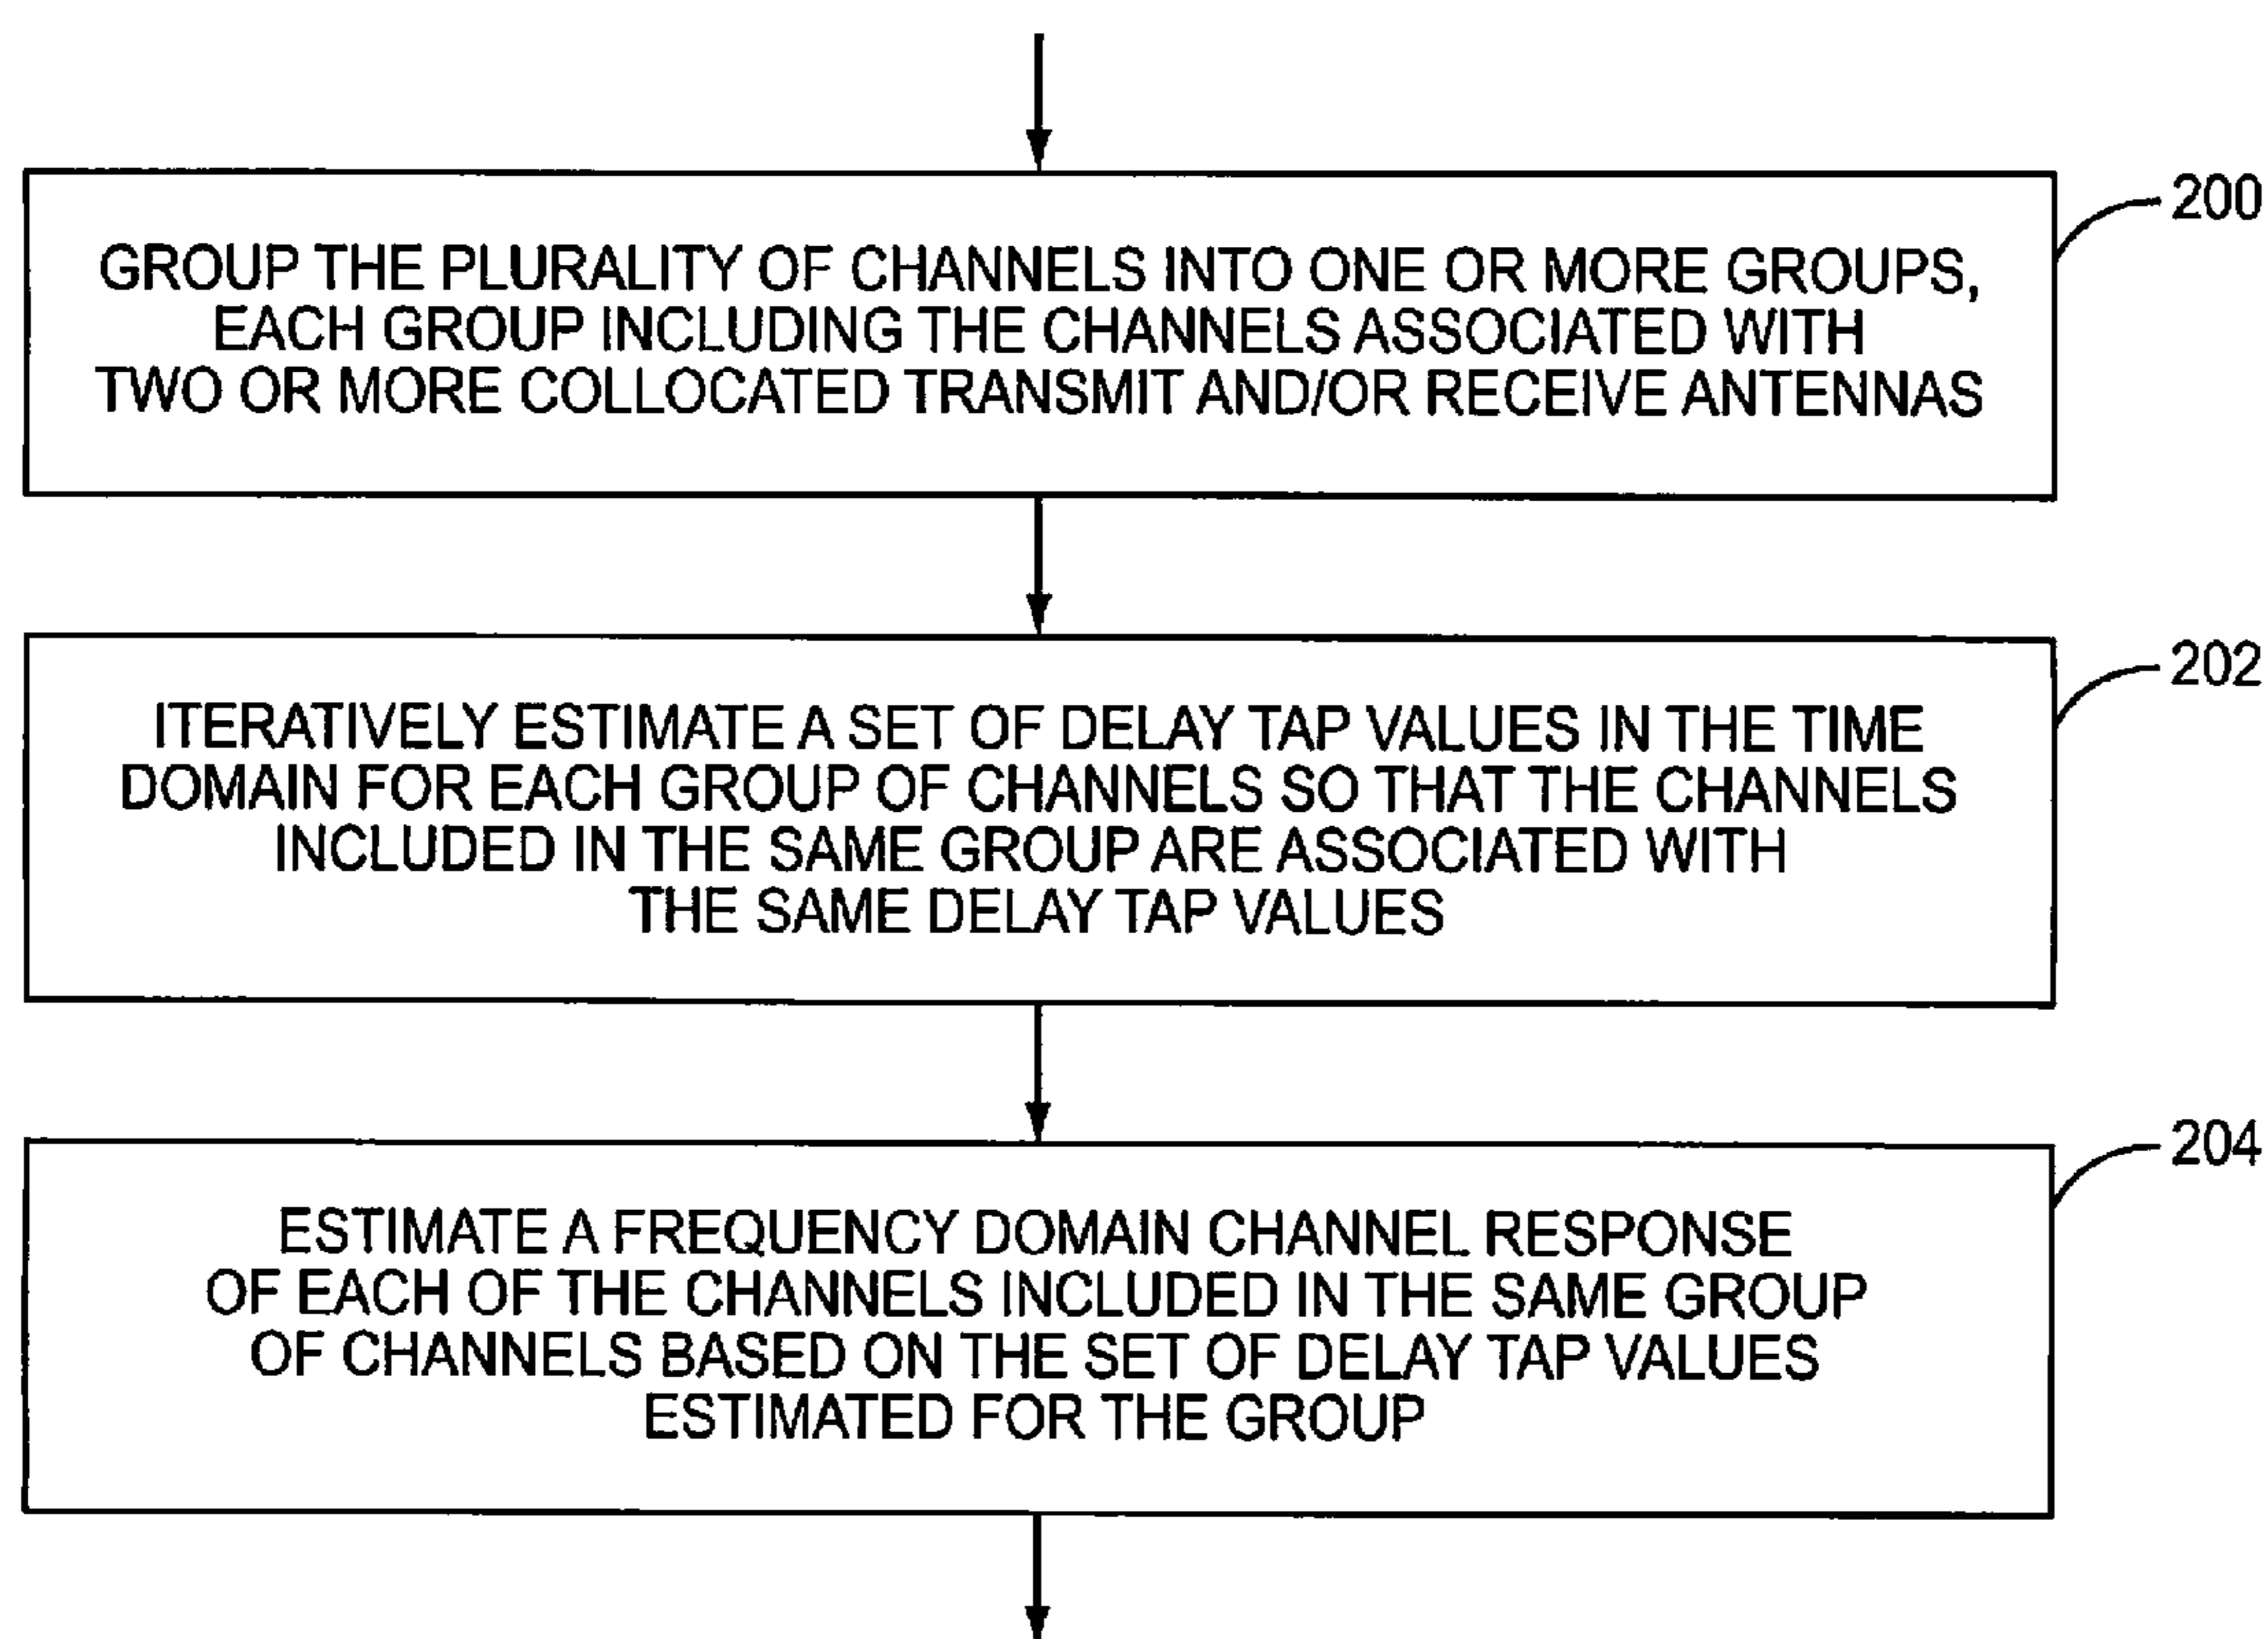 200
GROUP THE PLURALITY OF CHANNELS INTO ONE OR MORE GROUPS,
EACH GROUP INCLUDING THE CHANNELS ASSOCIATED WITH
TWO OR MORE COLLOCATED TRANSMIT AND/OR RECEIVE ANTENNAS
202
ITERATIVELY ESTIMATE A SET OF DELAY TAP VALUES IN THE TIME
DOMAIN FOR EACH GROUP OF CHANNELS SO THAT THE CHANNELS
INCLUDED IN THE SAME GROUP ARE ASSOCIATED WITH
THE SAME DELAY TAP VALUES
204
ESTIMATE A FREQUENCY DOMAIN CHANNEL RESPONSE
OF EACH OF THE CHANNELS INCLUDED IN THE SAME GROUP
OF CHANNELS BASED ON THE SET OF DELAY TAP VALUES
ESTIMATED FOR THE GROUP